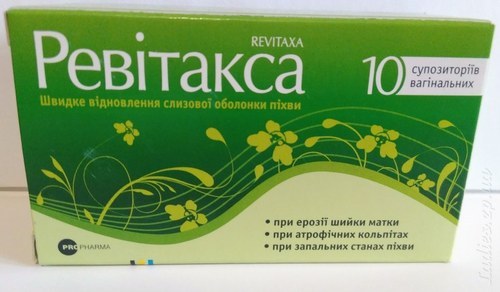 REVITAXA
Ревітакса
Швидке відновлення слизової оболонки піхви
10 супозиторіїв
вагінальних
• при ерозії шийки матки
• при атрофічних кольпітах
• при запальних станах піхви
PROPHARMA